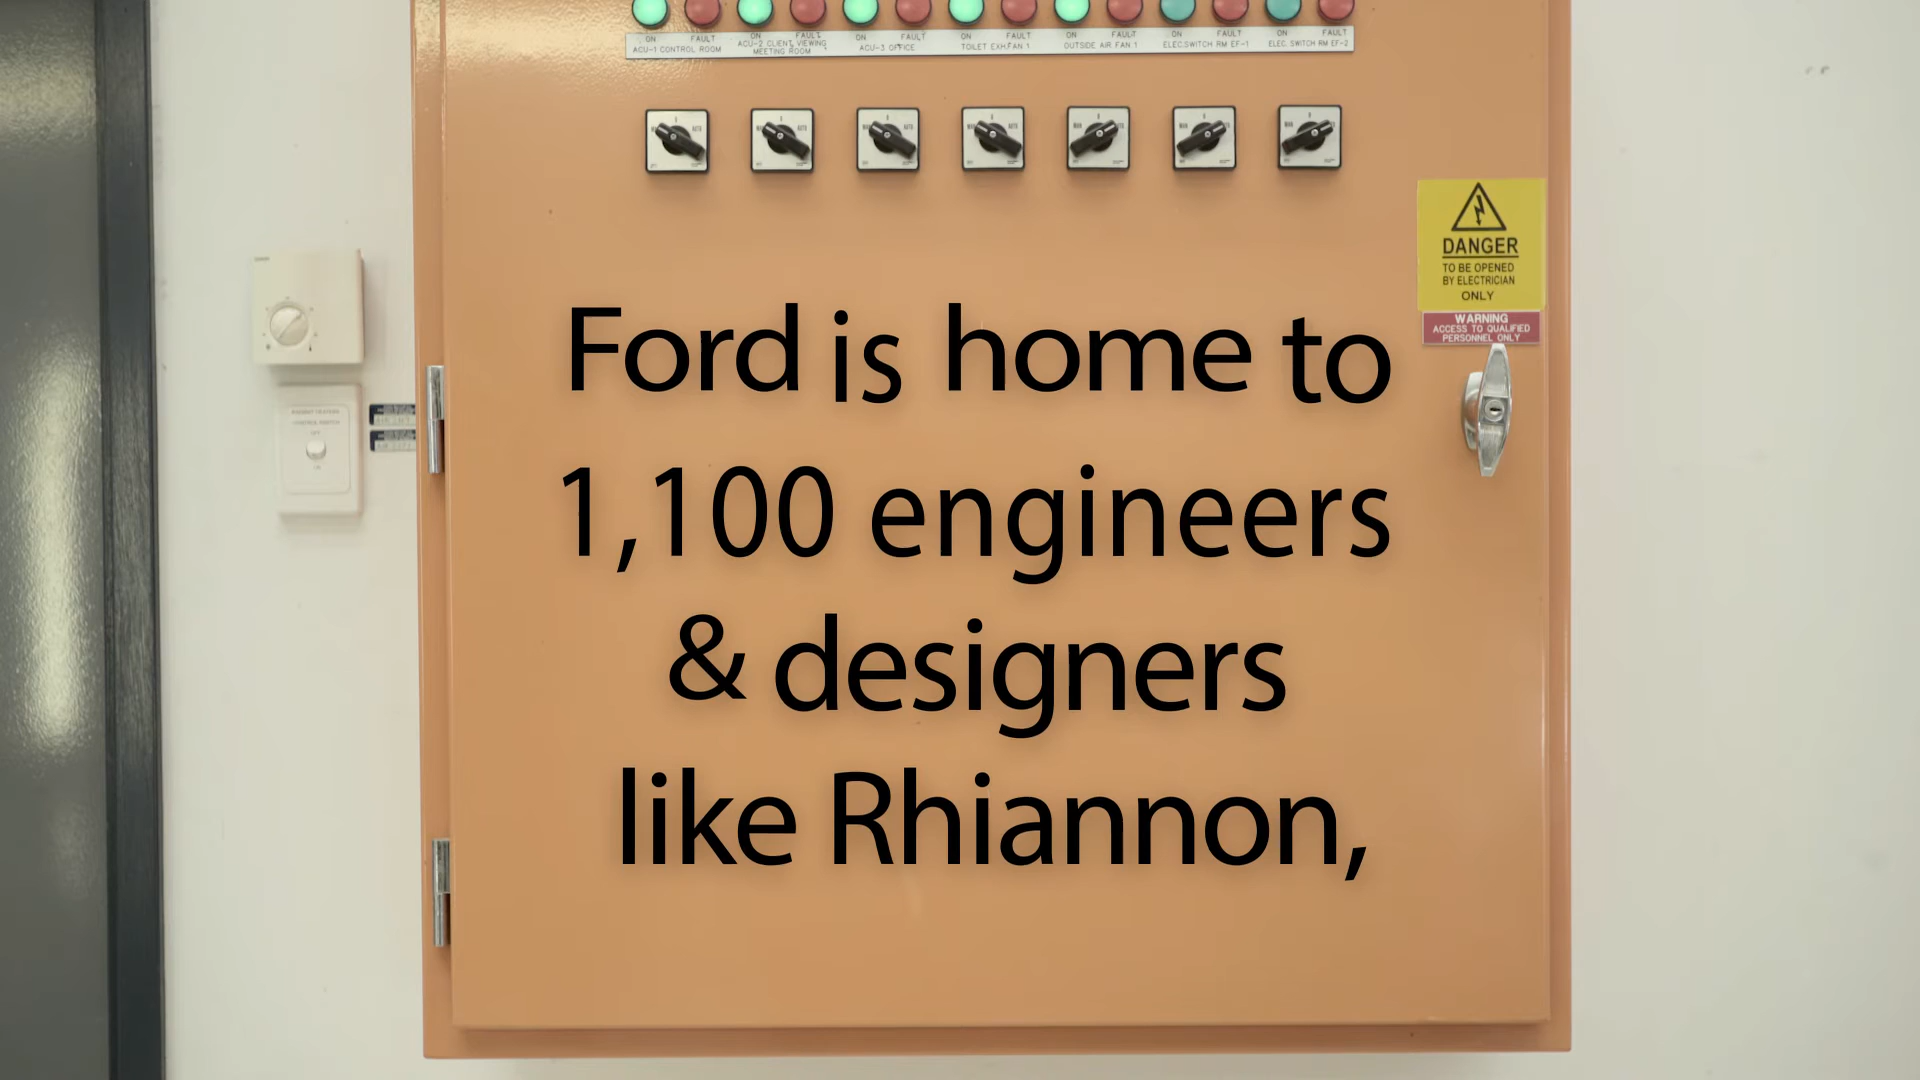 ON FAULT ON FAULT ON FAULT ON FAULT ON FAULT ON FAULT ON FAULT
ACU-1 CONTROL ROOM ACU-2 CLIENT VIEWING MEETING ROOM ACU-3 OFFICE TOILET EXH.FAN 1 OUTSIDE AIR FAN 1 ELEC.SWITCH RM EF-1 ELEC. SWITCH RM EF-2
DANGER
TO BE OPENED
BY ELECTRICIAN
ONLY
WARNING
ACCESS TO QUALIFIED
PERSONNEL ONLY
Ford is home to
1,100 engineers
& designers
like Rhiannon,